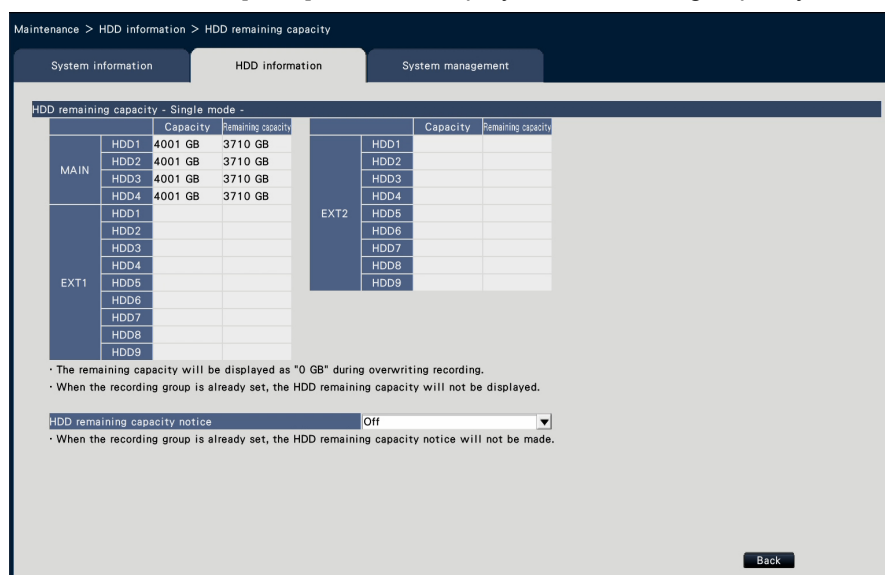 Maintenance > HDD information > HDD remaining capacity
System information HDD information System management
HDD remaining capacity - Single mode -
Capacity Remaining capacity Capacity Remaining capacity
MAIN HDD1 4001 GB 3710 GB EXT2 HDD1
HDD2 4001 GB 3710 GB HDD2
HDD3 4001 GB 3710 GB HDD3
HDD4 4001 GB 3710 GB HDD4
EXT1 HDD1 HDD5
HDD2 HDD6
HDD3 HDD7
HDD4 HDD8
HDD5 HDD9
HDD6
HDD7
HDD8
HDD9
· The remaining capacity will be displayed as "0 GB" during overwriting recording.
· When the recording group is already set, the HDD remaining capacity will not be displayed.
HDD remaining capacity notice Off
· When the recording group is already set, the HDD remaining capacity notice will not be made.
Back